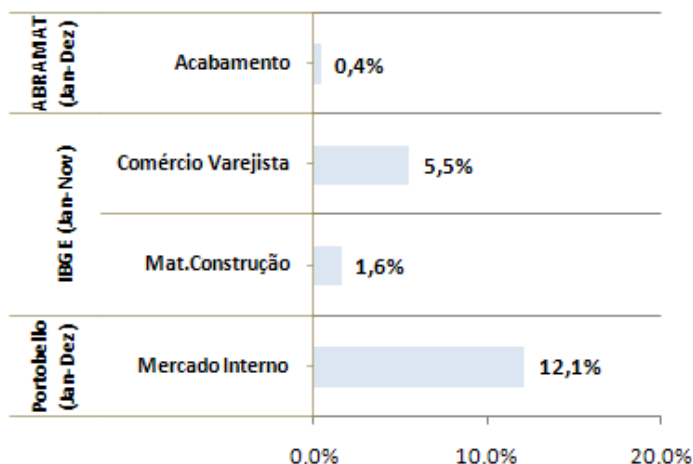 ABRAMAT
(Jan-Dez)
Acabamento
0,4%
IBGE (Jan-Nov)
Comércio Varejista
5,5%
Mat.Construção
1,6%
Portobello
(Jan-Dez)
Mercado Interno
12,1%
0.0% 10.0% 20.0%